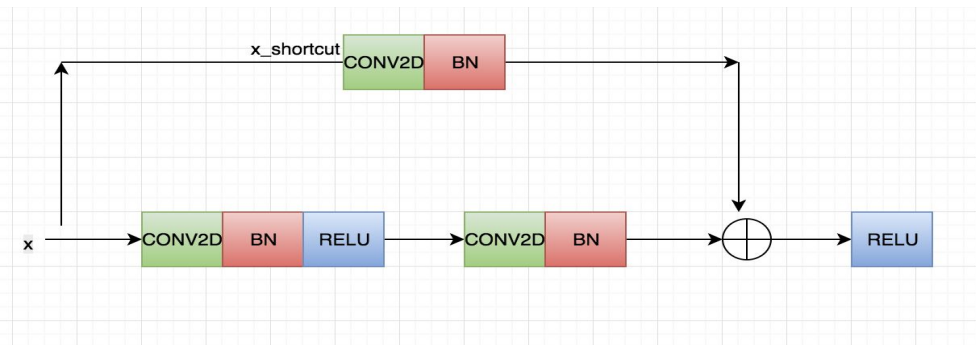 x_shortcut
CONV2D BN
x
CONV2D BN RELU
CONV2D BN
RELU